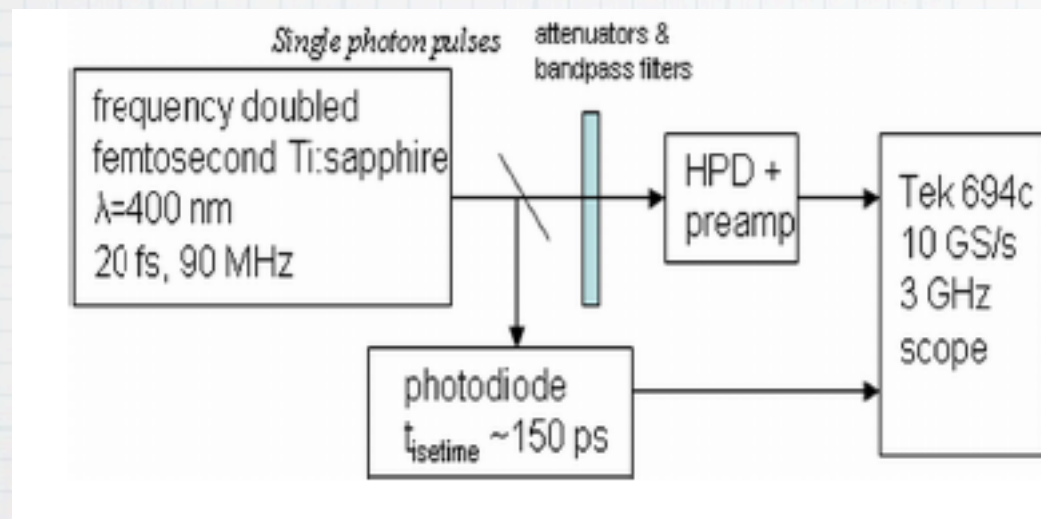 Single photon pulses
attenuators &
bandpass filters
frequency doubled
femtosecond Ti:sapphire
λ=400 nm
20 fs, 90 MHz
HPD +
preamp
Tek 694c
10 GS/s
3 GHz
scope
photodiode
tisetime ~150 ps